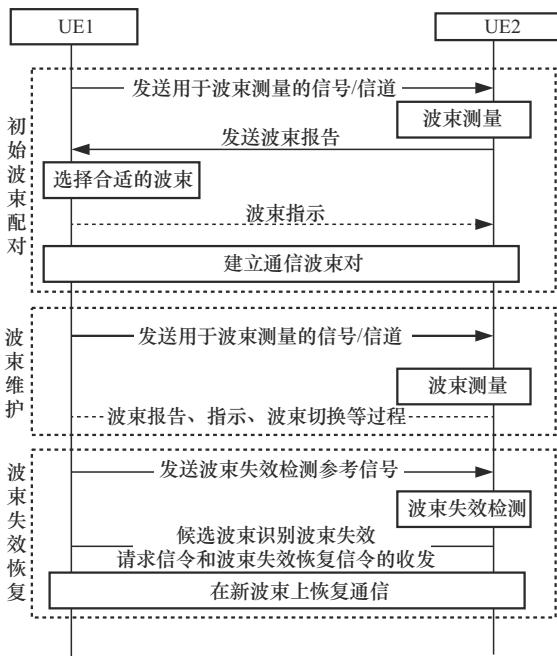 UE1
UE2
初始波束配对
发送用于波束测量的信号/信道
波束测量
发送波束报告
选择合适的波束
波束指示
建立通信波束对
波束维护
发送用于波束测量的信号/信道
波束测量
波束报告、指示、波束切换等过程
波束失效恢复
发送波束失效检测参考信号
波束失效检测
候选波束识别波束失效
请求信令和波束失效恢复信令的收发
在新波束上恢复通信